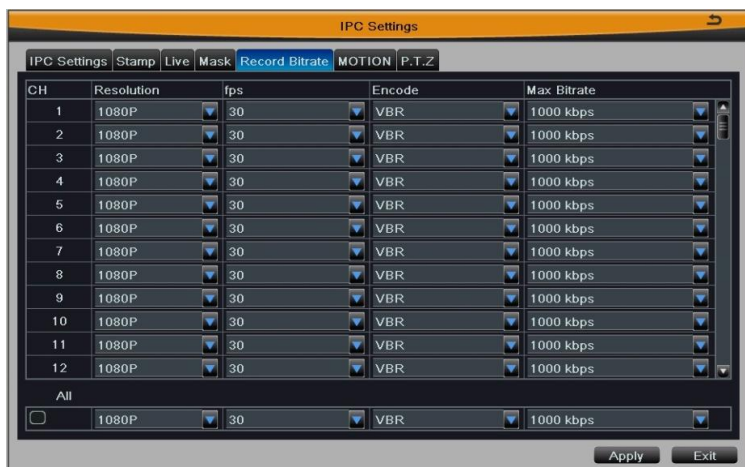 IPC Settings
IPC Settings Stamp Live Mask Record Bitrate MOTION P.T.Z
CH Resolution fps Encode Max Bitrate
1 1080P 30 VBR 1000 kbps
2 1080P 30 VBR 1000 kbps
3 1080P 30 VBR 1000 kbps
4 1080P 30 VBR 1000 kbps
5 1080P 30 VBR 1000 kbps
6 1080P 30 VBR 1000 kbps
7 1080P 30 VBR 1000 kbps
8 1080P 30 VBR 1000 kbps
9 1080P 30 VBR 1000 kbps
10 1080P 30 VBR 1000 kbps
11 1080P 30 VBR 1000 kbps
12 1080P 30 VBR 1000 kbps
All
1080P 30 VBR 1000 kbps
Apply Exit